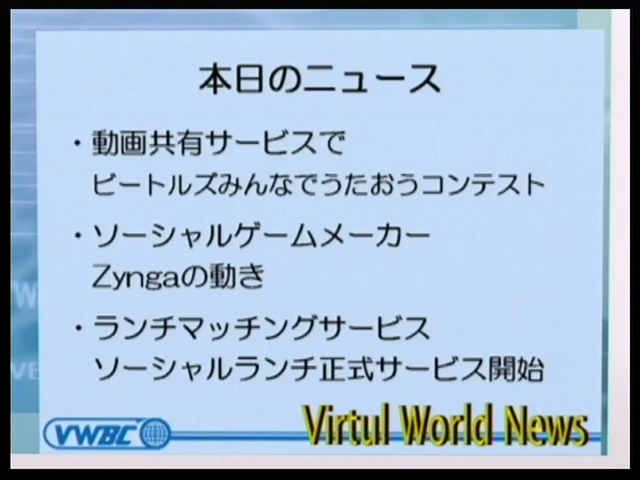 本日のニュース
・動画共有サービスで
ビートルズみんなでうたおうコンテスト
・ソーシャルゲームメーカー
Zyngaの動き
・ランチマッチングサービス
ソーシャルランチ正式サービス開始
VWBC
Virtul World News